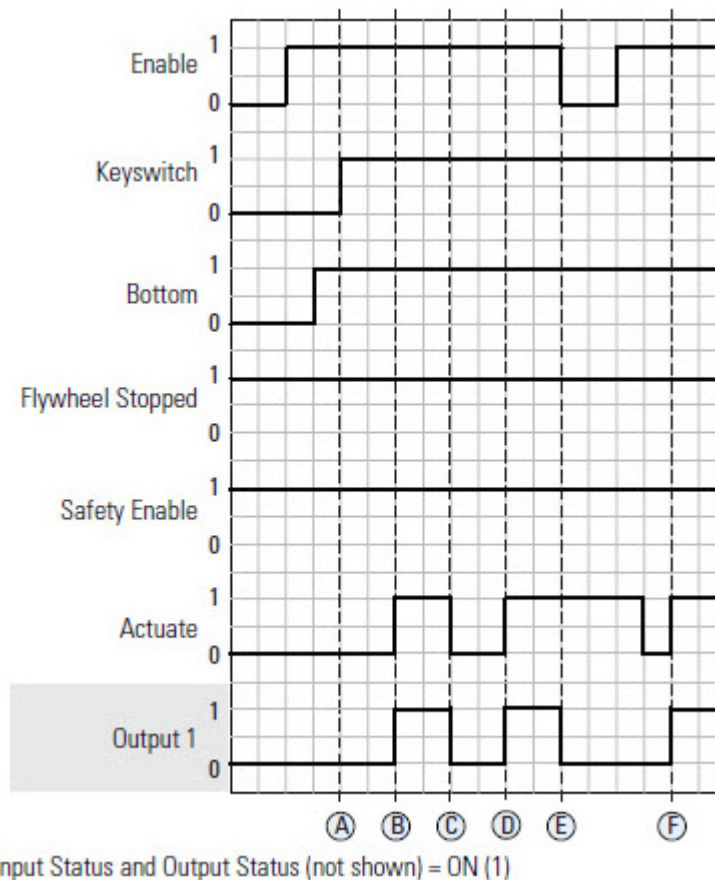 Enable 1
0
Keyswitch 1
0
Bottom 1
0
Flywheel Stopped 1
0
Safety Enable 1
0
Actuate 1
0
Output 1 1
0
A B C D E F
nput Status and Output Status (not shown) = ON (1)